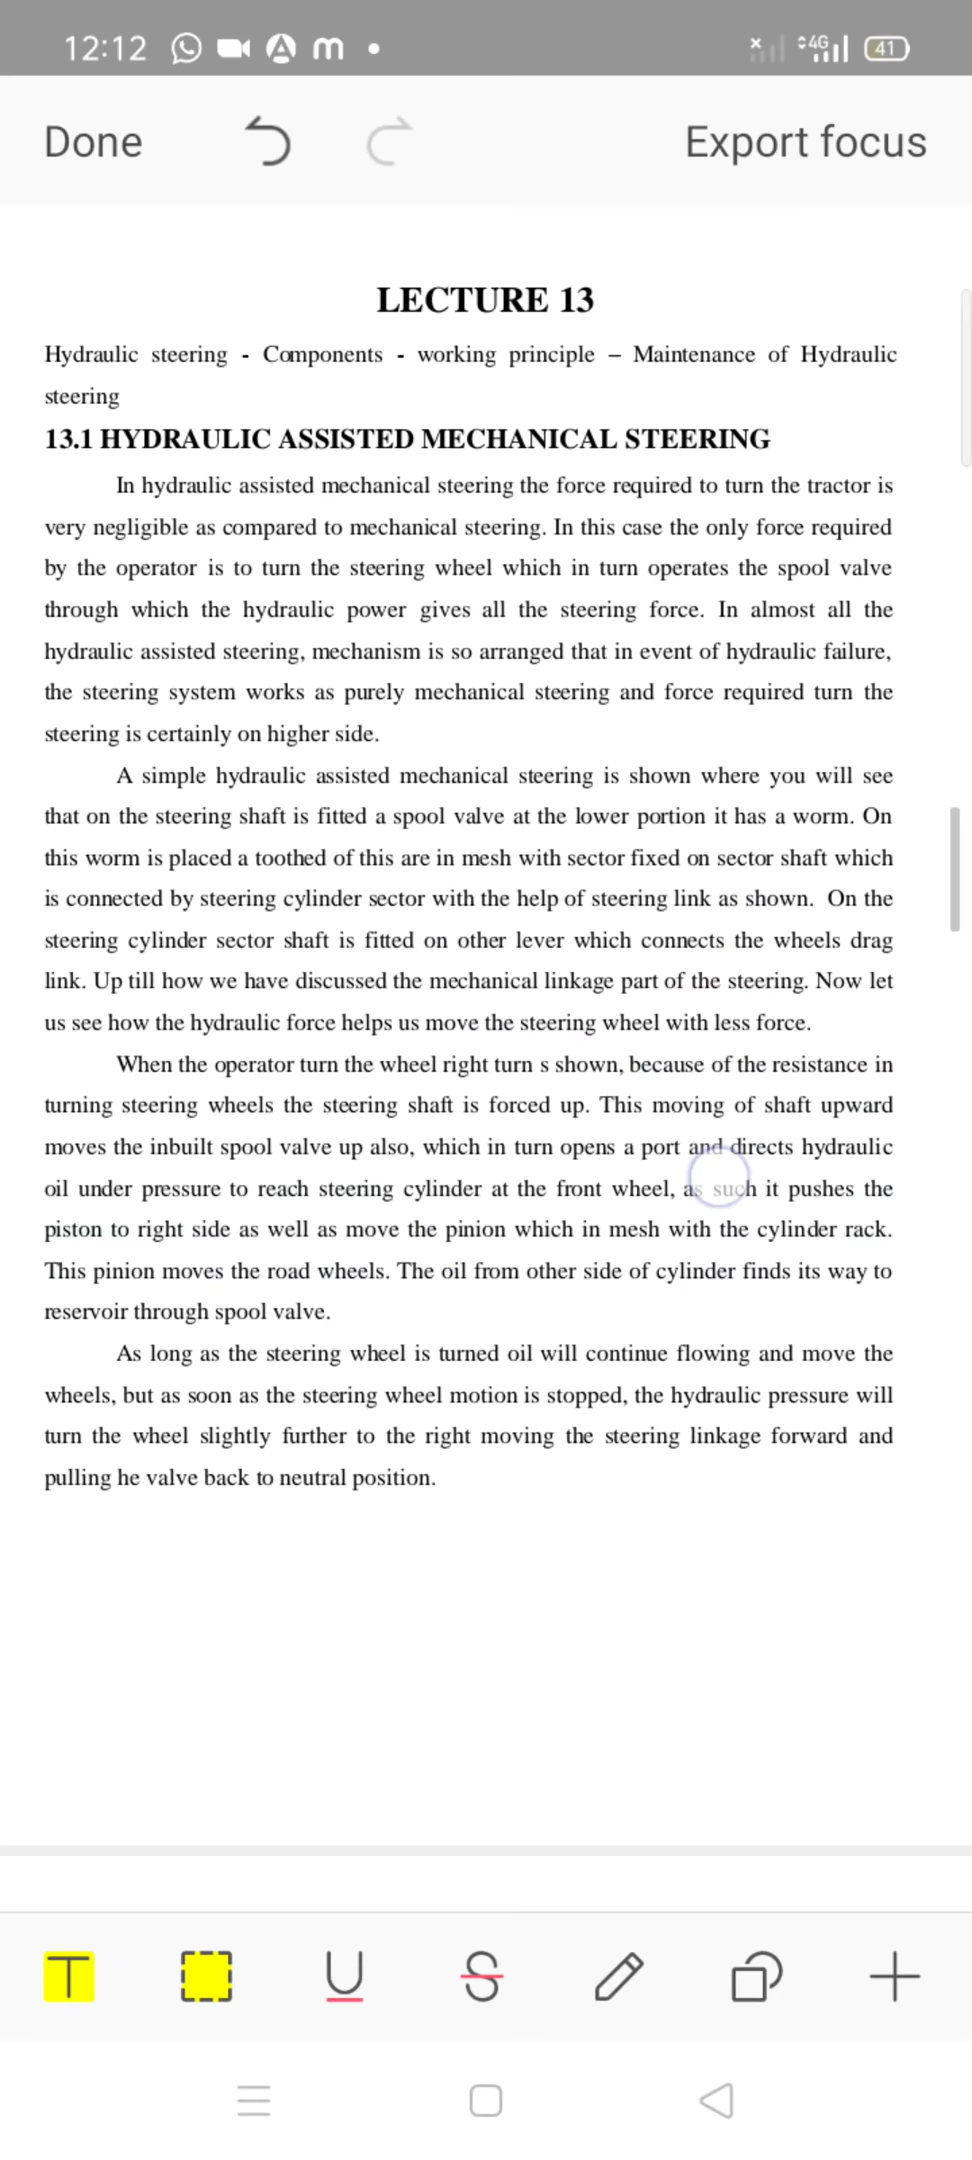 12:12 m 4G 41
Done Export focus
LECTURE 13
Hydraulic steering - Components - working principle – Maintenance of Hydraulic
steering
13.1 HYDRAULIC ASSISTED MECHANICAL STEERING
In hydraulic assisted mechanical steering the force required to turn the tractor is
very negligible as compared to mechanical steering. In this case the only force required
by the operator is to turn the steering wheel which in turn operates the spool valve
through which the hydraulic power gives all the steering force. In almost all the
hydraulic assisted steering, mechanism is so arranged that in event of hydraulic failure,
the steering system works as purely mechanical steering and force required turn the
steering is certainly on higher side.
A simple hydraulic assisted mechanical steering is shown where you will see
that on the steering shaft is fitted a spool valve at the lower portion it has a worm. On
this worm is placed a toothed of this are in mesh with sector fixed on sector shaft which
is connected by steering cylinder sector with the help of steering link as shown. On the
steering cylinder sector shaft is fitted on other lever which connects the wheels drag
link. Up till how we have discussed the mechanical linkage part of the steering. Now let
us see how the hydraulic force helps us move the steering wheel with less force.
When the operator turn the wheel right turn s shown, because of the resistance in
turning steering wheels the steering shaft is forced up. This moving of shaft upward
moves the inbuilt spool valve up also, which in turn opens a port and directs hydraulic
oil under pressure to reach steering cylinder at the front wheel, as such it pushes the
piston to right side as well as move the pinion which in mesh with the cylinder rack.
This pinion moves the road wheels. The oil from other side of cylinder finds its way to
reservoir through spool valve.
As long as the steering wheel is turned oil will continue flowing and move the
wheels, but as soon as the steering wheel motion is stopped, the hydraulic pressure will
turn the wheel slightly further to the right moving the steering linkage forward and
pulling he valve back to neutral position.
T U S